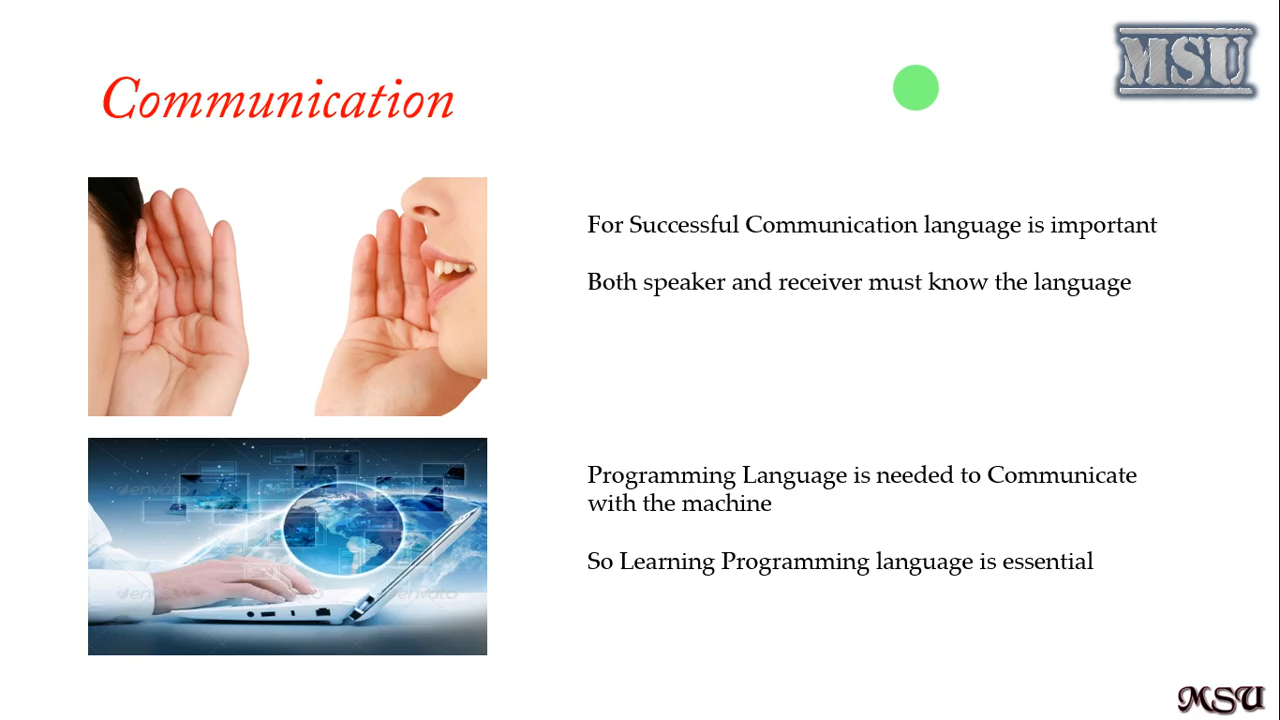 MSU
Communication
For Successful Communication language is important
Both speaker and receiver must know the language
Programming Language is needed to Communicate
with the machine
So Learning Programming language is essential
MSU